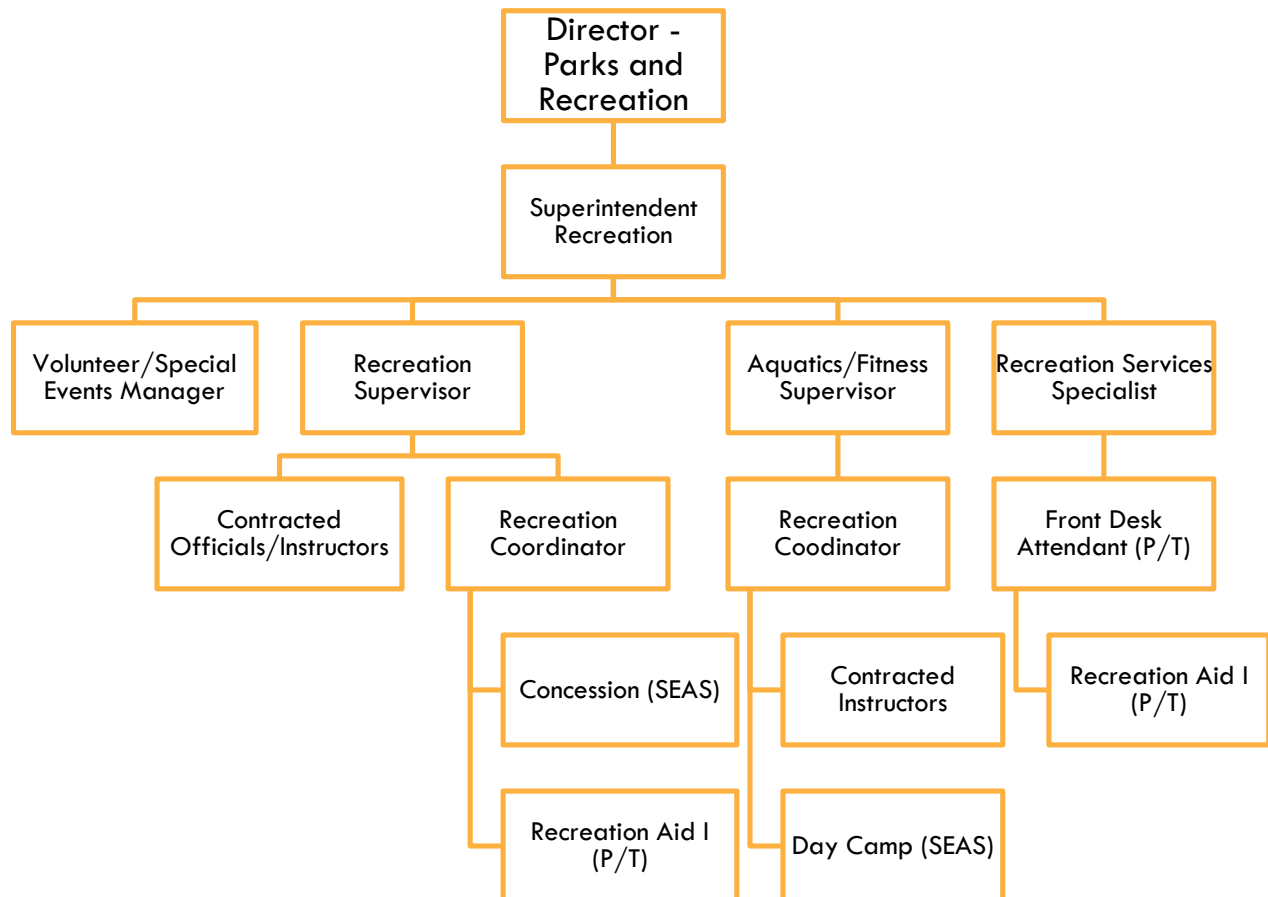 Director -
Parks and
Recreation
Superintendent
Recreation
Volunteer/Special
Events Manager
Recreation
Supervisor
Aquatics/Fitness
Supervisor
Recreation Services
Specialist
Contracted
Officials/Instructors
Recreation
Coordinator
Recreation
Coodinator
Front Desk
Attendant (P/T)
Concession (SEAS)
Contracted
Instructors
Recreation Aid I
(P/T)
Recreation Aid I
(P/T)
Day Camp (SEAS)